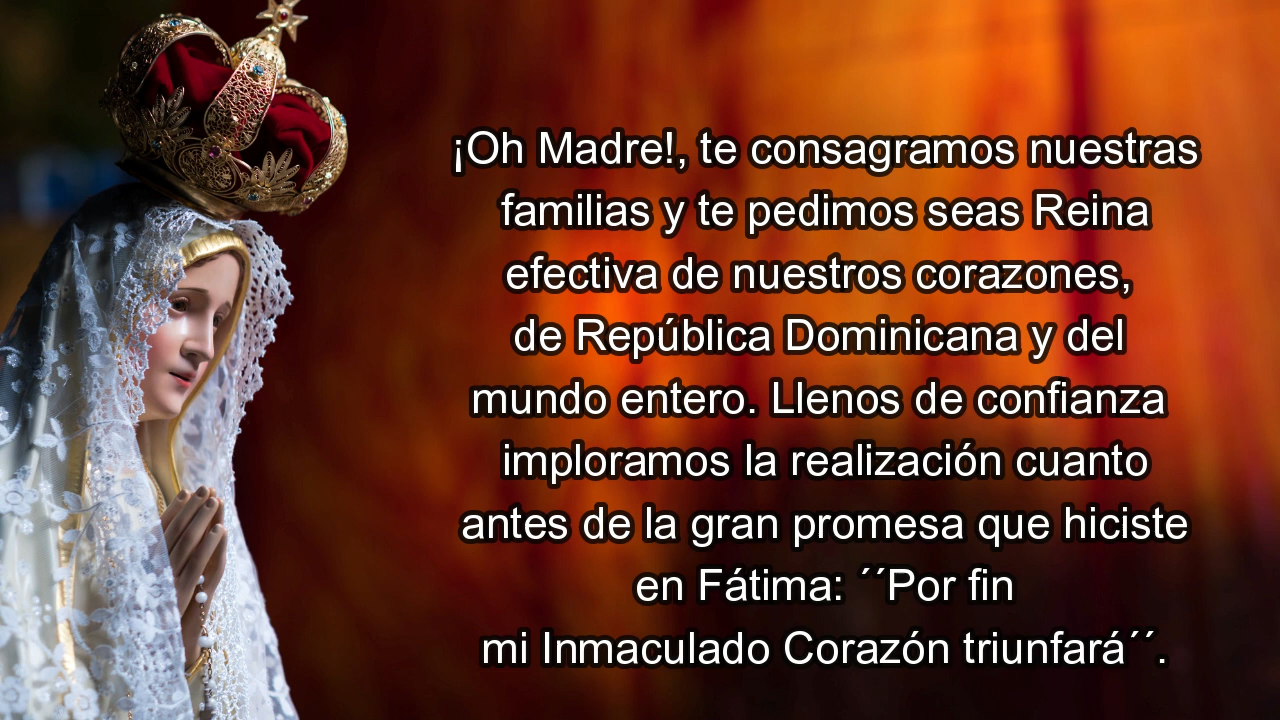 ¡Oh Madre!, te consagramos nuestras
familias y te pedimos seas Reina
efectiva de nuestros corazones,
de República Dominicana y del
mundo entero. Llenos de confianza
imploramos la realización cuanto
antes de la gran promesa que hiciste
en Fátima: ´´Por fin
mi Inmaculado Corazón triunfará´´.